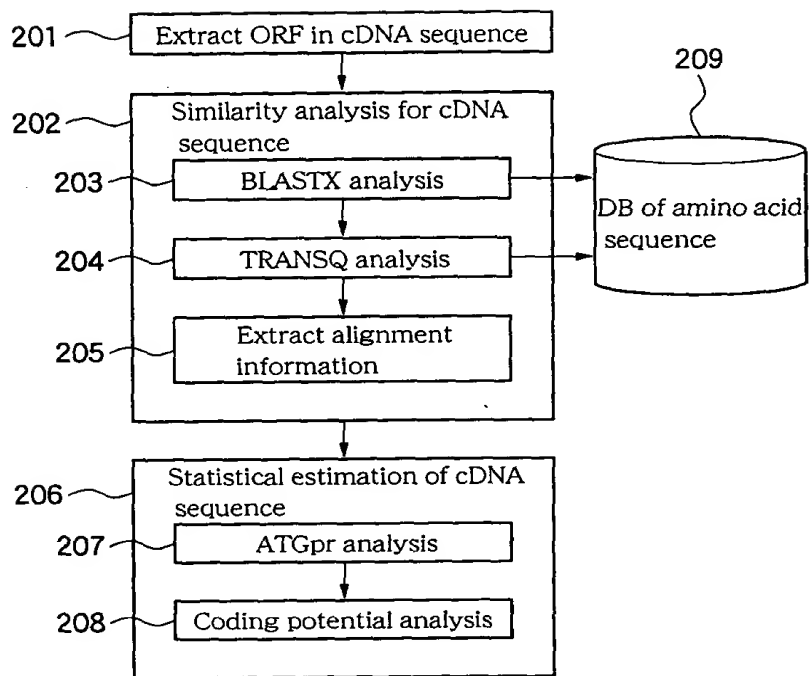 201
Extract ORF in cDNA sequence
209
202
Similarity analysis for cDNA
sequence
203
BLASTX analysis
DB of amino acid
sequence
204
TRANSQ analysis
205
Extract alignment
information
206
Statistical estimation of cDNA
sequence
207
ATGpr analysis
208
Coding potential analysis